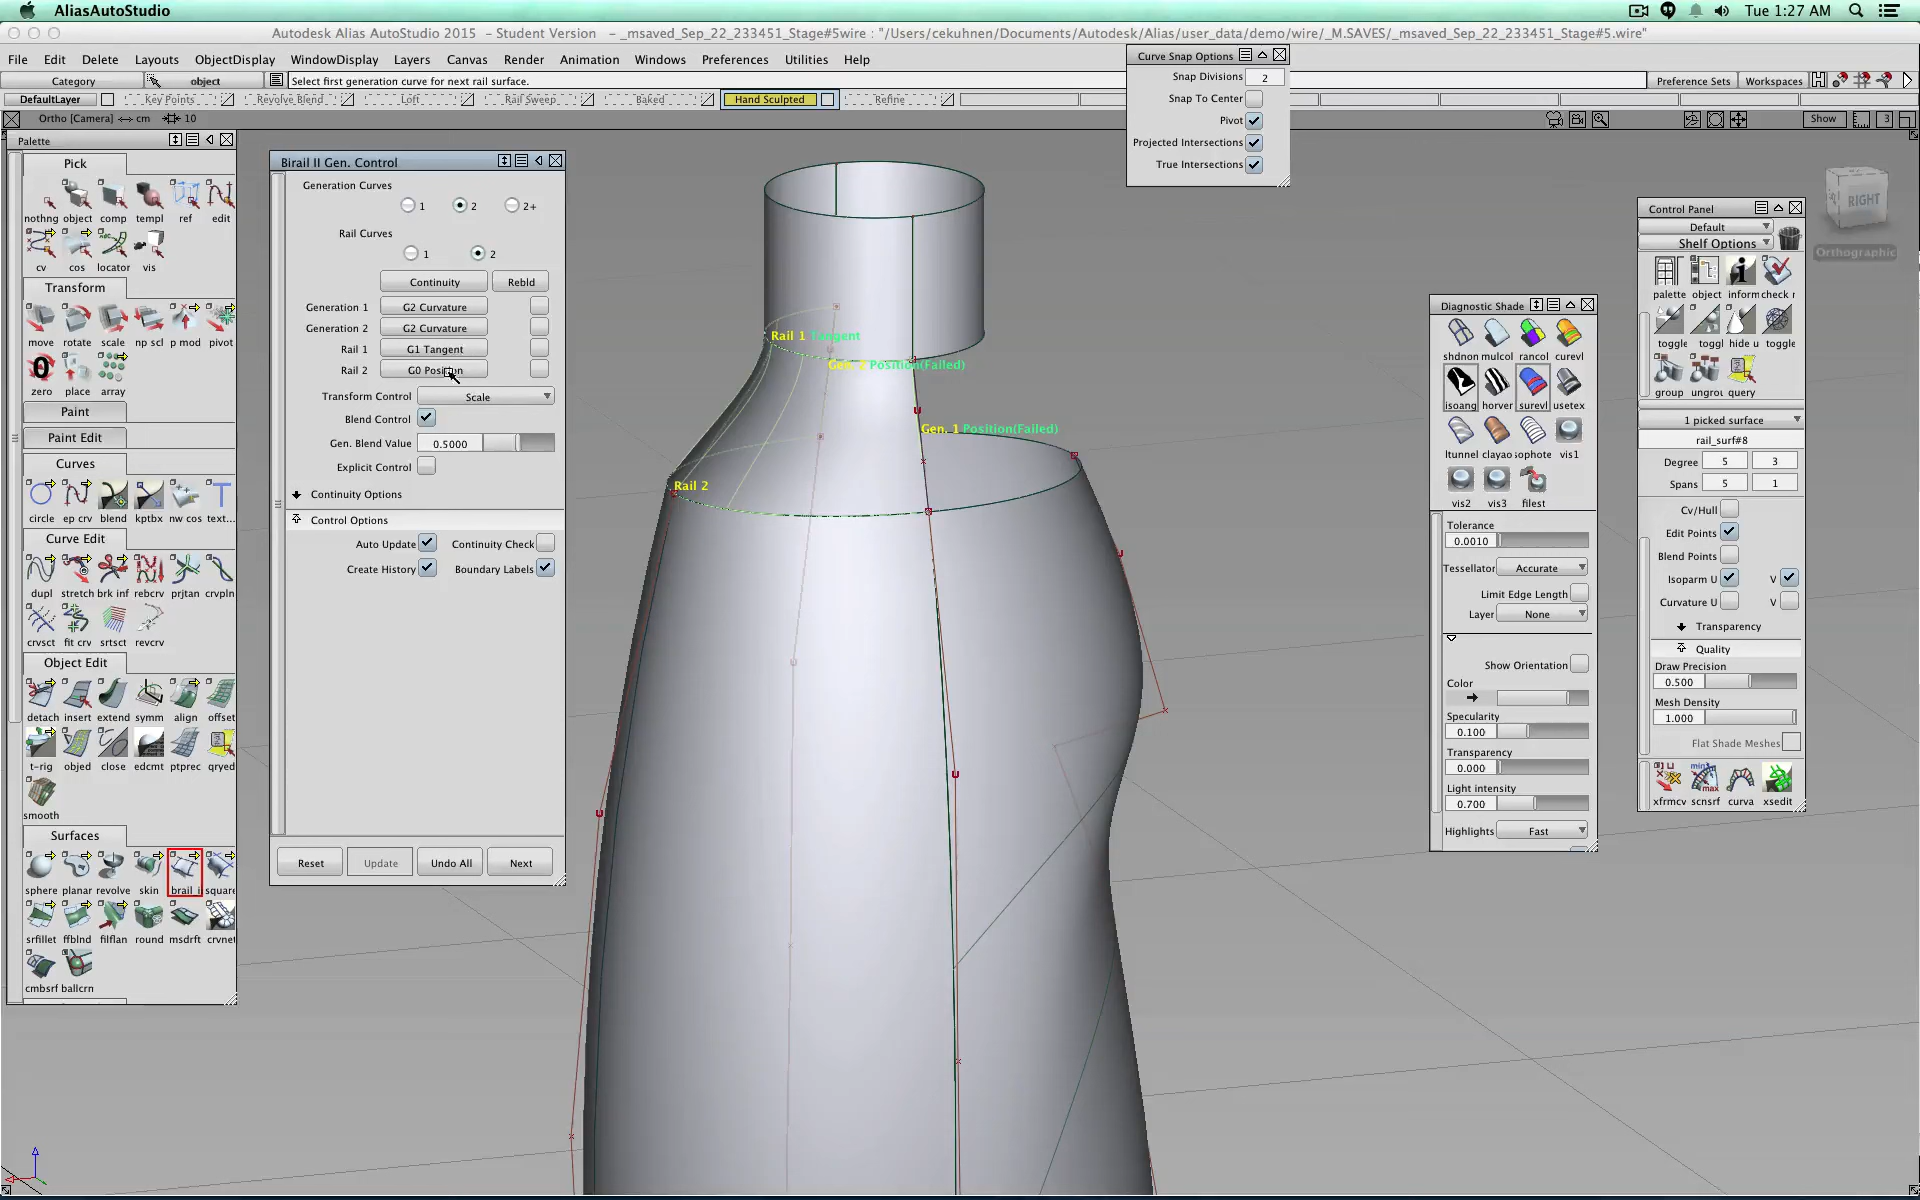 AliasAutoStudio
Tue 1:27 AM
Autodesk Alias AutoStudio 2015 - Student Version - _msaved_Sep_22_233451_Stage#5wire : "/Users/cekuhnen/Documents/Autodesk/Alias/user_data/demo/wire/_M.SAVES/_msaved_Sep_22_233451_Stage#5.wire"
File Edit Delete Layouts ObjectDisplay WindowDisplay Layers Canvas Render Animation Windows Preferences Utilities Help
Category object Select first generation curve for next rail surface. Preference Sets Workspaces
DefaultLayer Key Points Revolve Blend Loft Rail Sweep Baked Hand Sculpted Refine
Ortho [Camera] cm 10 Show 3
Curve Snap Options
Snap Divisions 2
Snap To Center
Pivot
Projected Intersections
True Intersections
Palette
Pick
nothng object comp templ ref edit
cv cos locator vis
Transform
move rotate scale np scl p mod pivot
zero place array
Paint
Paint Edit
Curves
circle ep crv blend kptbx nw cos text...
Curve Edit
dupl stretch brk inf rebcrv prjtan crvpln
crvsct fit crv srtsct revcrv
Object Edit
detach insert extend symm align offset
t-rig objed close edcmt ptprec qryed
smooth
Surfaces
sphere planar revolve skin brail_i square
srfillet ffblnd filflan round msdrft crvnet
cmbsrf ballcrn
Birail II Gen. Control
Generation Curves
1 2 2+
Rail Curves
1 2
Continuity Rebld
Generation 1 G2 Curvature
Generation 2 G2 Curvature
Rail 1 G1 Tangent
Rail 2 G0 Position
Transform Control Scale
Blend Control
Gen. Blend Value 0.5000
Explicit Control
Continuity Options
Control Options
Auto Update Continuity Check
Create History Boundary Labels
Reset Update Undo All Next
Rail 1 Tangent
Gen. 2 Position(Failed)
Gen. 1 Position(Failed)
Rail 2
RIGHT
Orthographic
Diagnostic Shade
shdnon mulcol rancol curevl
isoang horver surevl usetex
ltunnel clayao isophote vis1
vis2 vis3 filest
Tolerance
0.0010
Tessellator Accurate
Limit Edge Length
Layer None
Show Orientation
Color
Specularity
0.100
Transparency
0.000
Light intensity
0.700
Highlights Fast
Control Panel
Default
Shelf Options
palette object inform check r
toggle toggl hide u toggle
group ungrou query
1 picked surface
rail_surf#8
Degree 5 3
Spans 5 1
Cv/Hull
Edit Points
Blend Points
Isoparm U V
Curvature U V
Transparency
Quality
Draw Precision
0.500
Mesh Density
1.000
Flat Shade Meshes
xfrmcv scnsrf curva xsedit